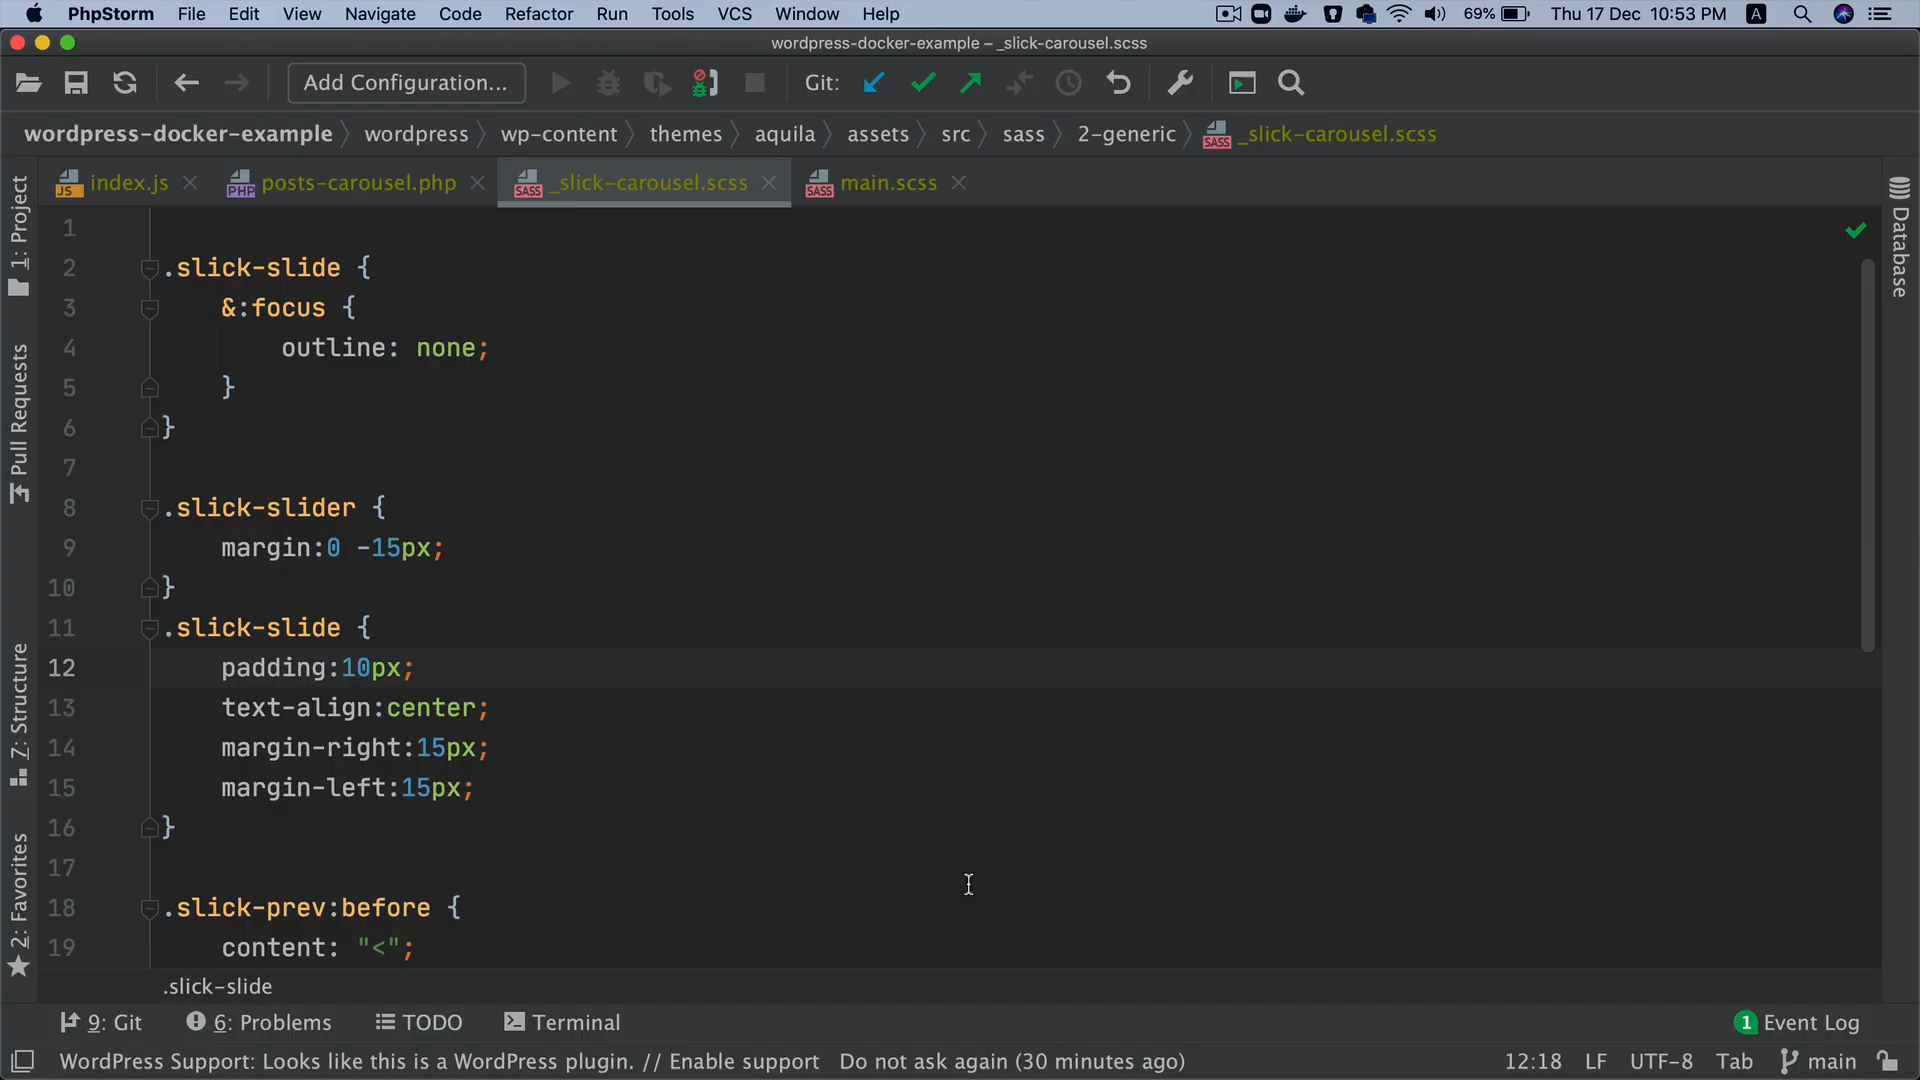 PhpStorm File Edit View Navigate Code Refactor Run Tools VCS Window Help 69% Thu 17 Dec 10:53 PM A
wordpress-docker-example – _slick-carousel.scss
Add Configuration... Git:
wordpress-docker-example wordpress wp-content themes aquila assets src sass 2-generic SASS _slick-carousel.scss
JS index.js PHP posts-carousel.php SASS _slick-carousel.scss SASS main.scss
1: Project
Pull Requests
Z: Structure
2: Favorites
Database
1
2 .slick-slide {
3 &:focus {
4 outline: none;
5 }
6 }
7
8 .slick-slider {
9 margin:0 -15px;
10 }
11 .slick-slide {
12 padding:10px;
13 text-align:center;
14 margin-right:15px;
15 margin-left:15px;
16 }
17
18 .slick-prev:before {
19 content: "<";
.slick-slide
9: Git 6: Problems TODO Terminal 1 Event Log
WordPress Support: Looks like this is a WordPress plugin. // Enable support Do not ask again (30 minutes ago) 12:18 LF UTF-8 Tab main